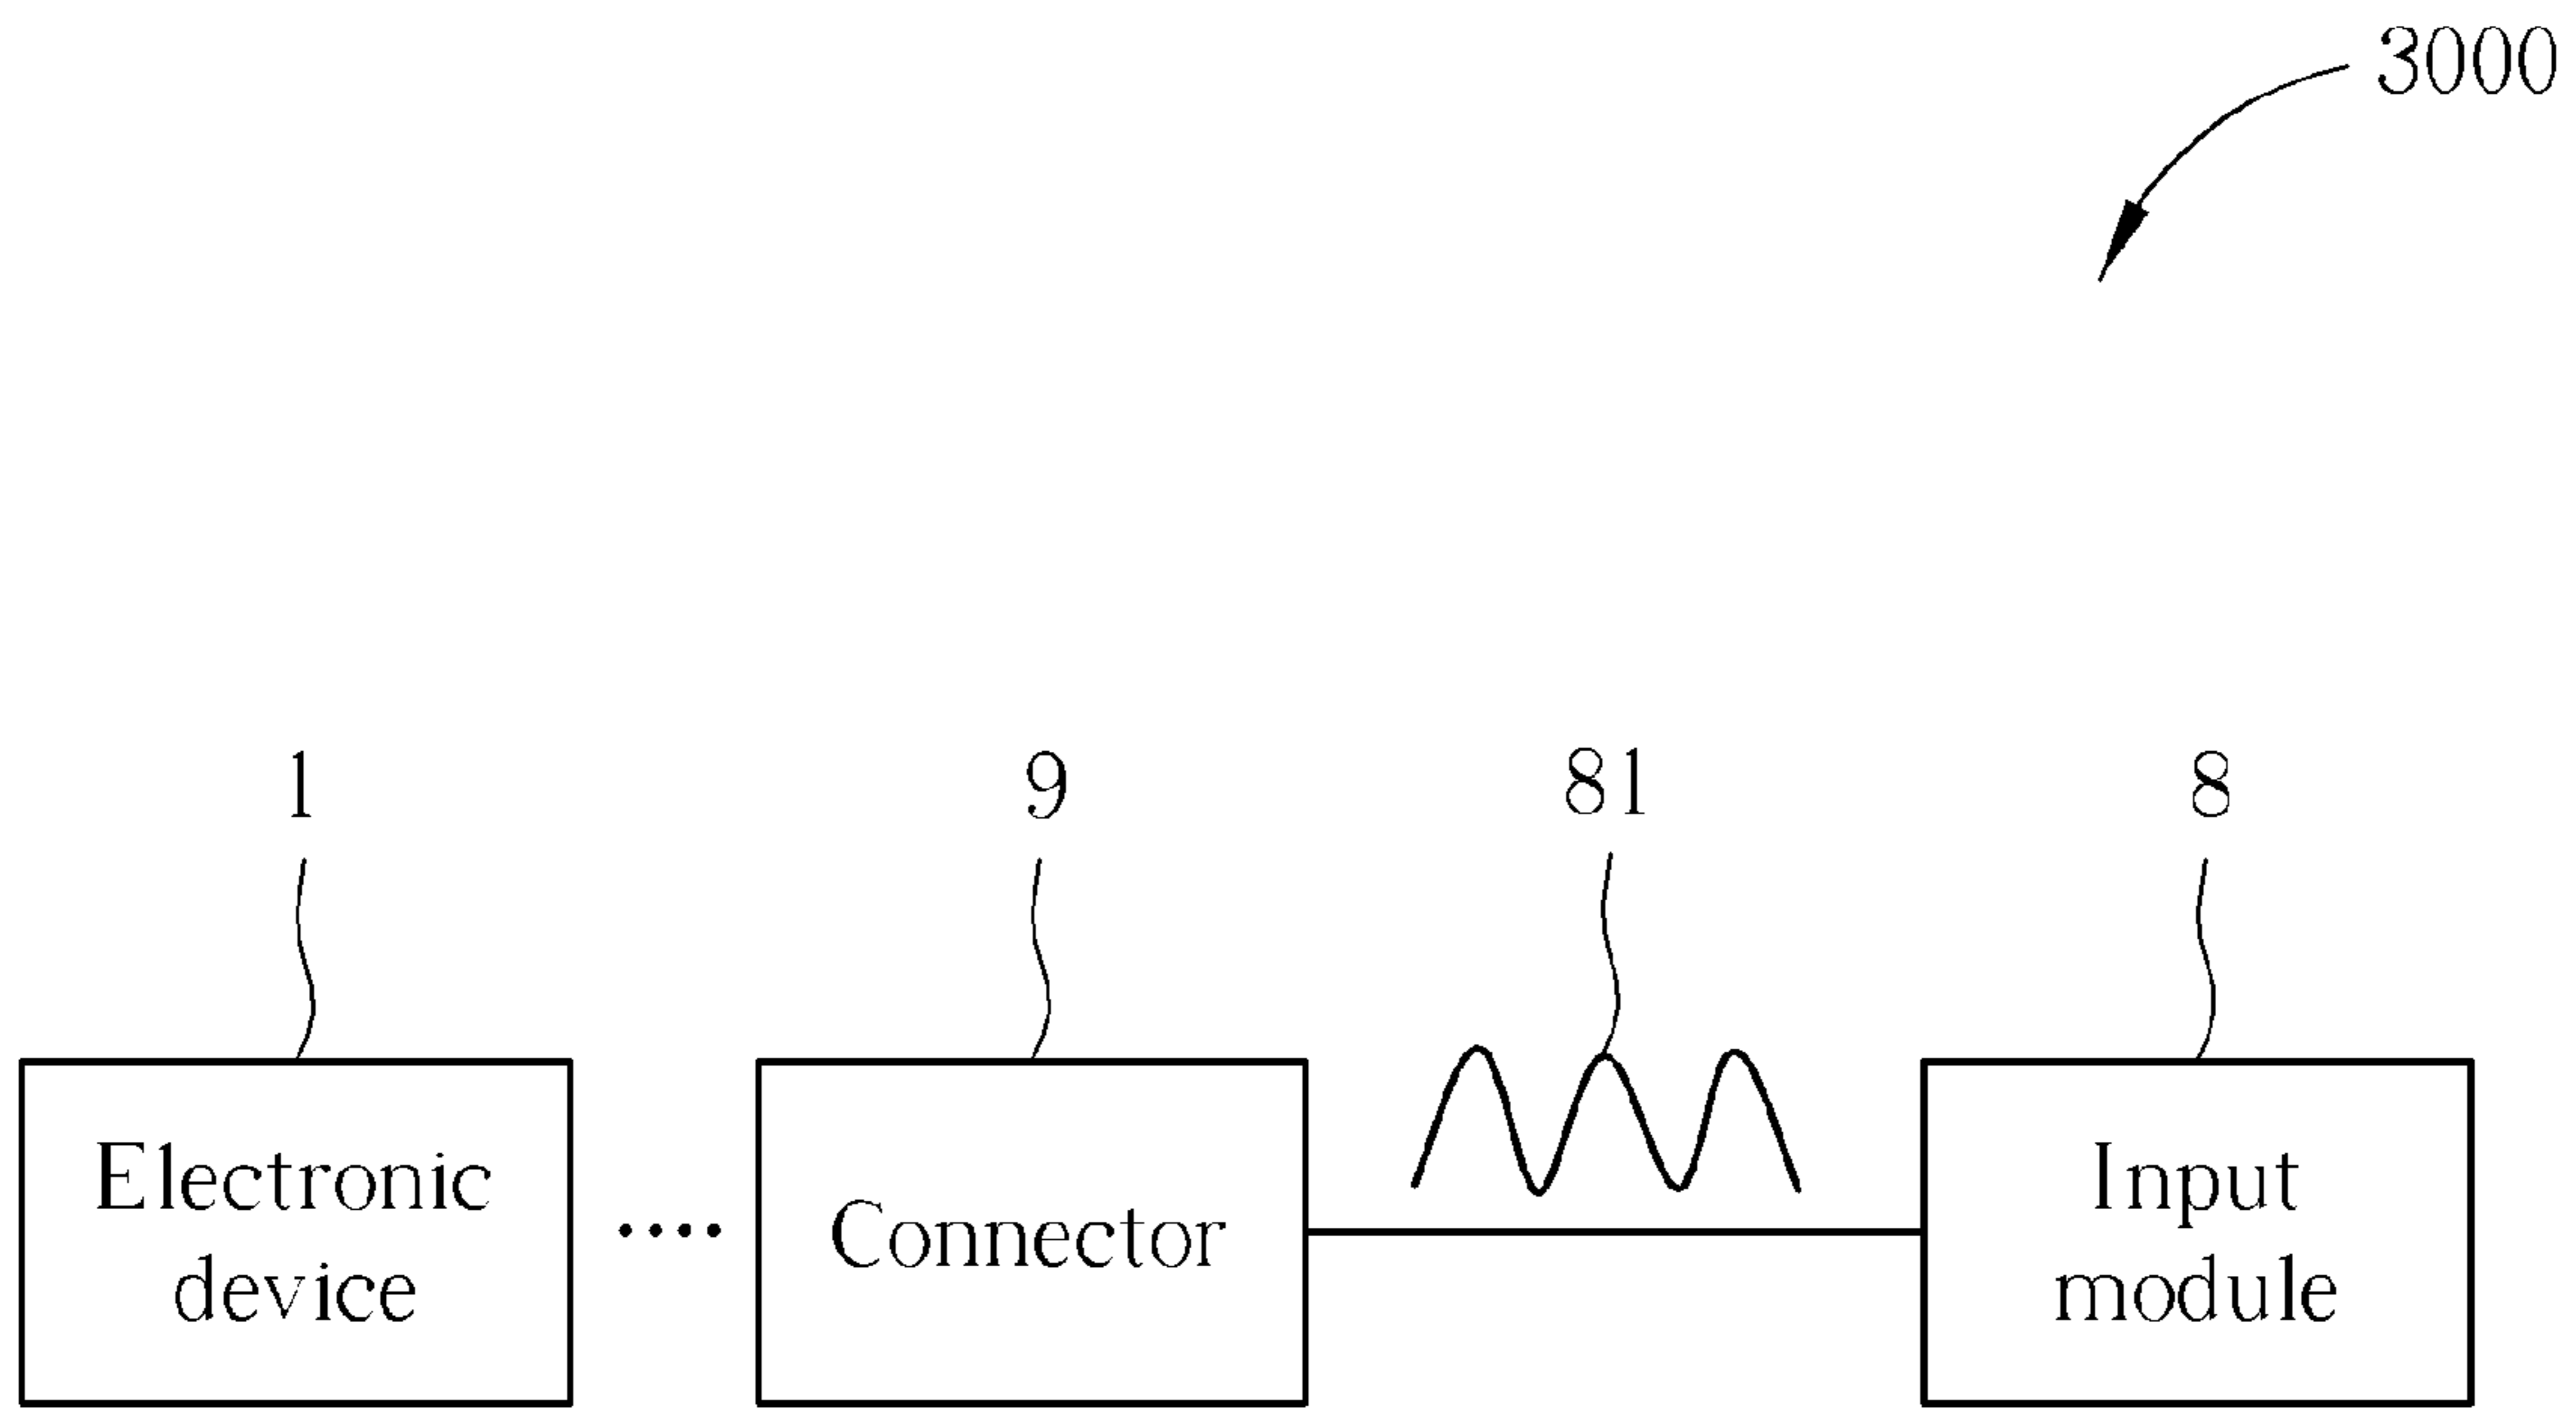 3000
1
9
81
8
Electronic
device
Connector
Input
module